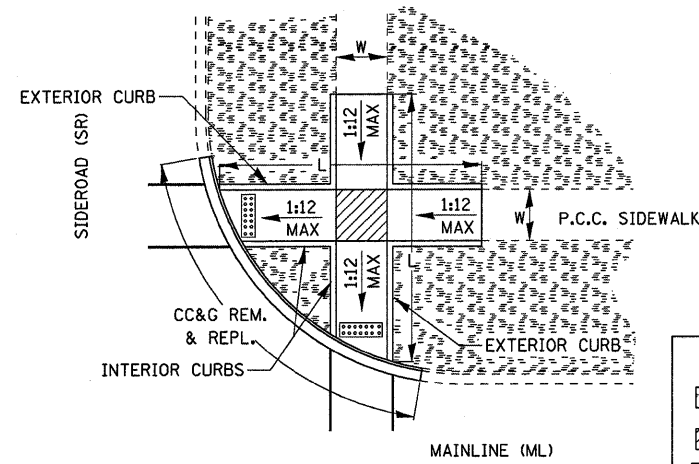 W
EXTERIOR CURB
1:12
MAX
SIDEROAD (SR)
L
1:12
MAX
1:12
MAX
W
P.C.C. SIDEWALK
1:12
MAX
L
CC&G REM.
& REPL.
EXTERIOR CURB
INTERIOR CURBS
MAINLINE (ML)